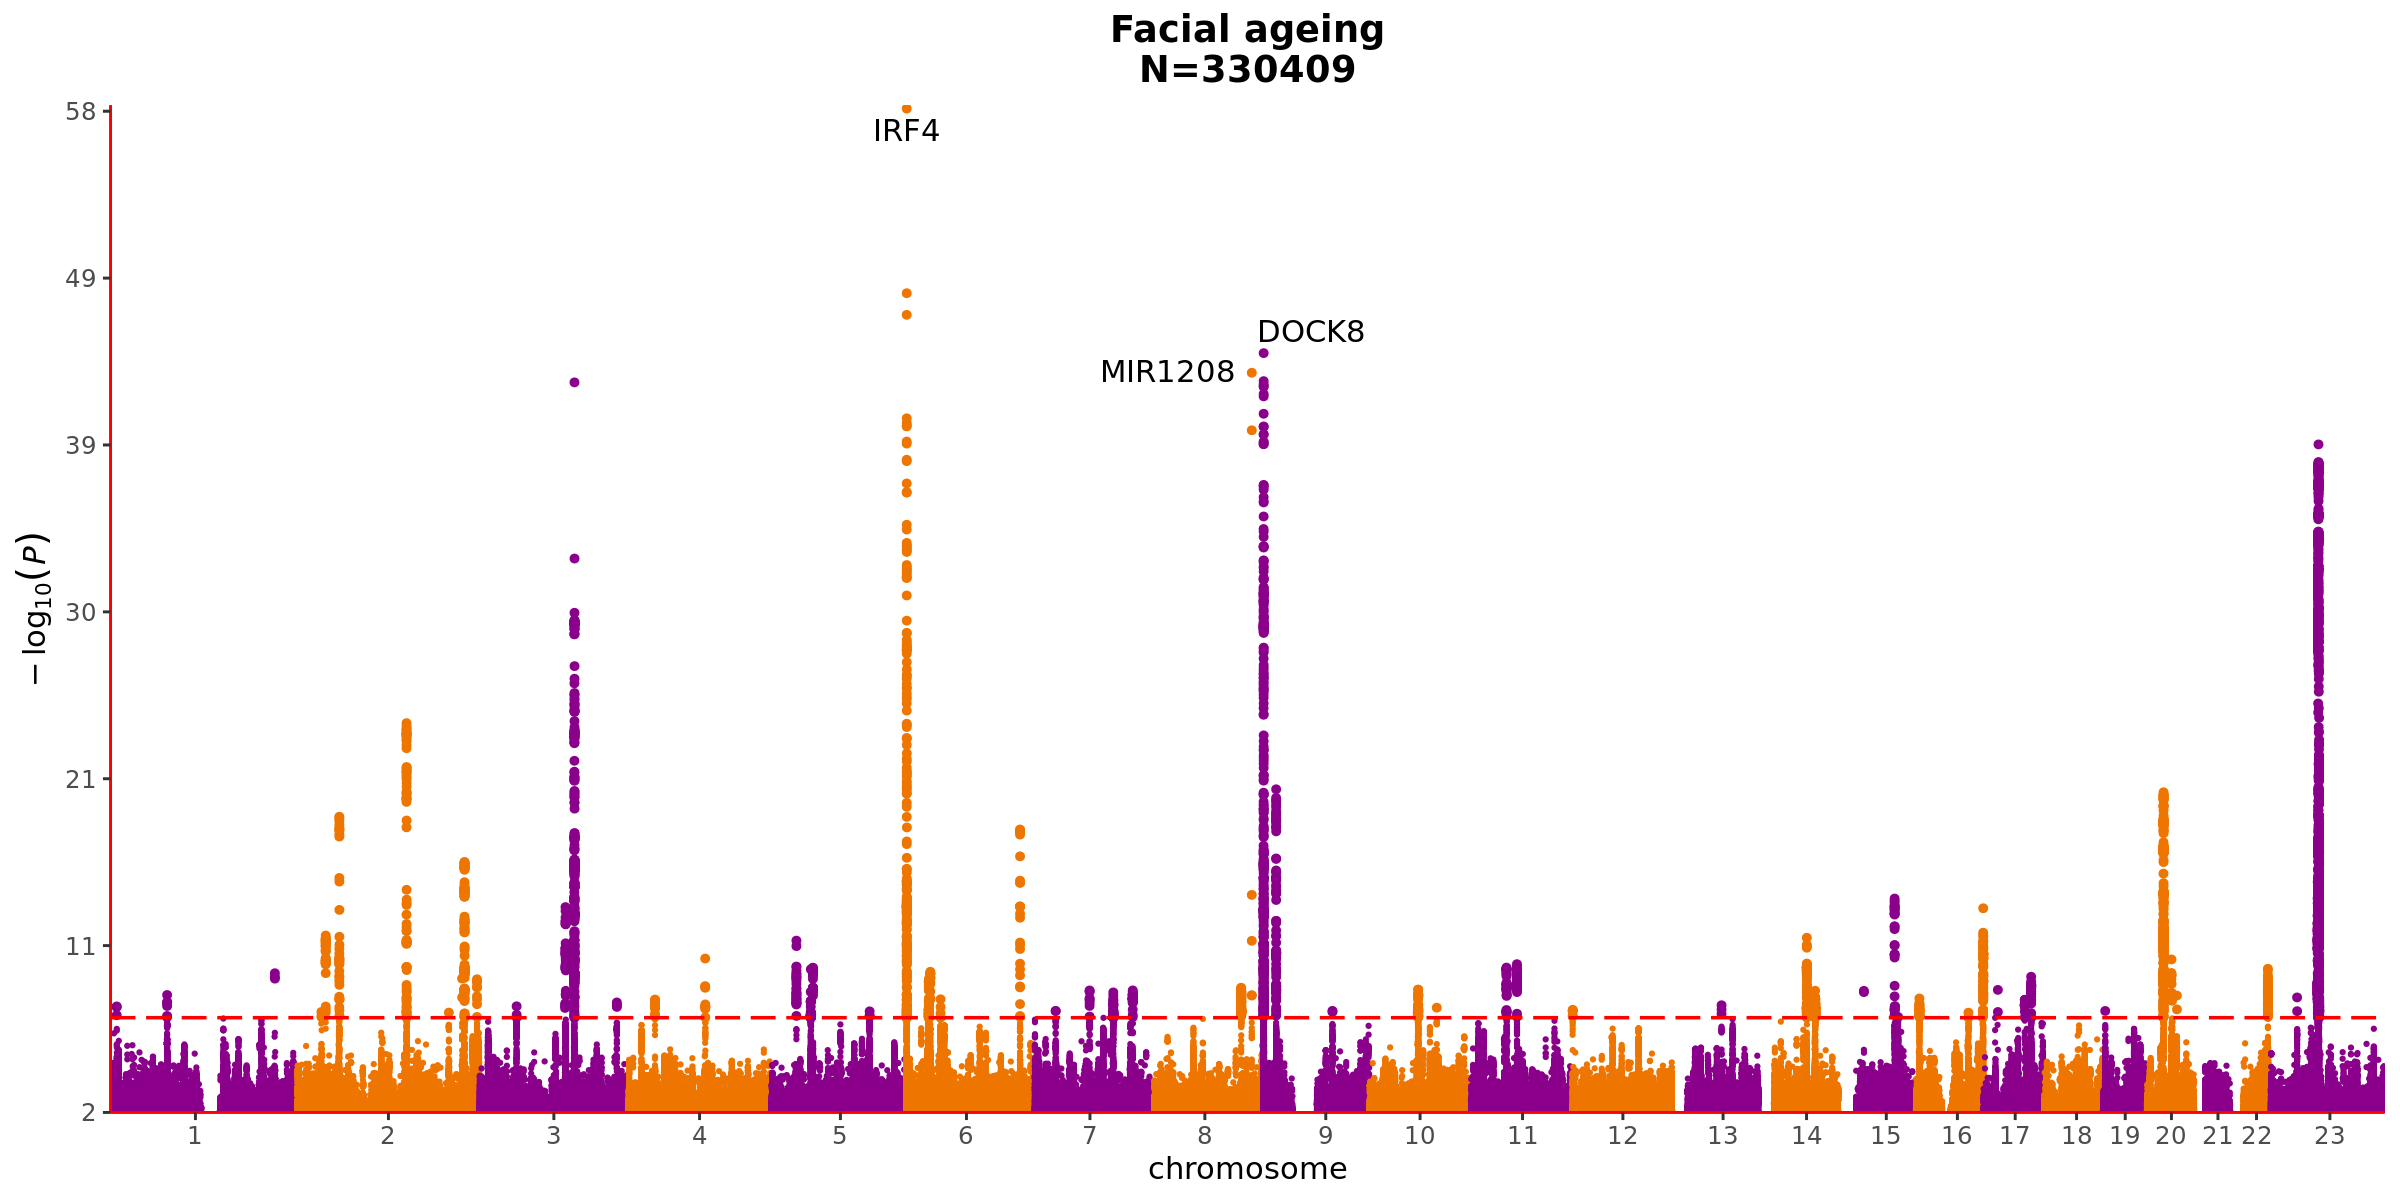 Facial ageing
N=330409
58
IRF4
49
DOCK8
MIR1208
39
30
21
11
2
−log10(P)
1 2 3 4 5 6 7 8 9 10 11 12 13 14 15 16 17 18 19 20 21 22 23
chromosome